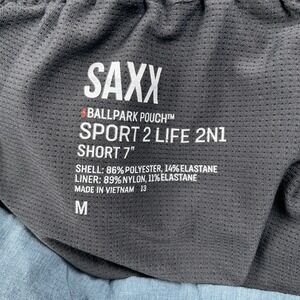 SAXX
BALLPARK POUCH™
SPORT 2 LIFE 2N1
SHORT 7"
SHELL: 86% POLYESTER, 14% ELASTANE
LINER: 89% NYLON, 11% ELASTANE
MADE IN VIETNAM 13
M